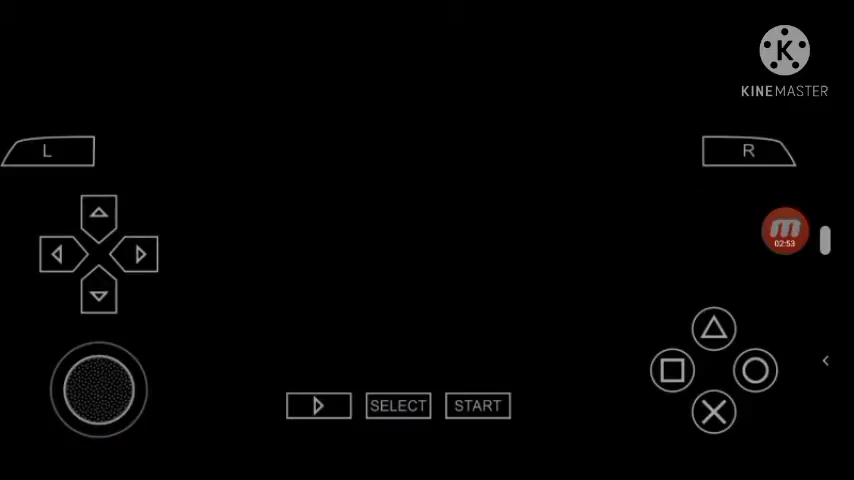 K
KINEMASTER
L
R
m
02:53
SELECT
START